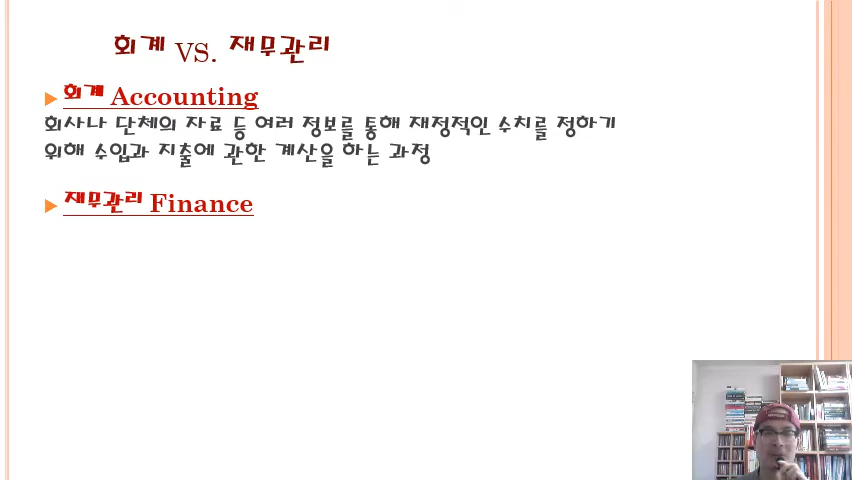 회계 VS. 재무관리
회계 Accounting
회사나 단체의 자료 등 여러 정보를 통해 재정적인 수치를 정하기
위해 수입과 지출에 관한 계산을 하는 과정
재무관리 Finance